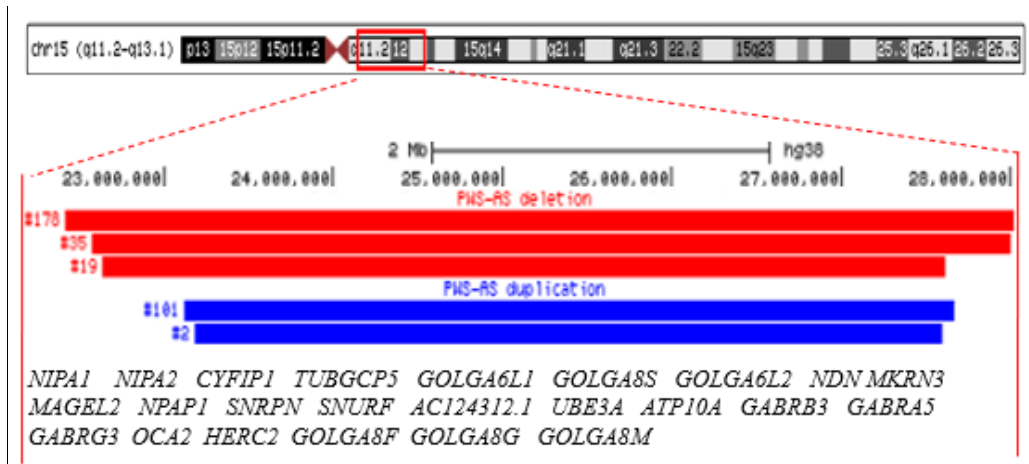 chr15 (q11.2-q13.1) p13 15p12 15p11.2 q11.2 12 15q14 q21.1 q21.3 22.2 15q23 25.3 q26.1 26.2 26.3
2 Mb hg38
23,000,000 24,000,000 25,000,000 26,000,000 27,000,000 28,000,000
PWS-AS deletion
#178
#35
#19
PWS-AS duplication
#101
#2
NIPA1 NIPA2 CYFIP1 TUBGCP5 GOLGA6L1 GOLGA8S GOLGA6L2 NDN MKRN3
MAGEL2 NPAP1 SNRPN SNURF AC124312.1 UBE3A ATP10A GABRB3 GABRA5
GABRG3 OCA2 HERC2 GOLGA8F GOLGA8G GOLGA8M